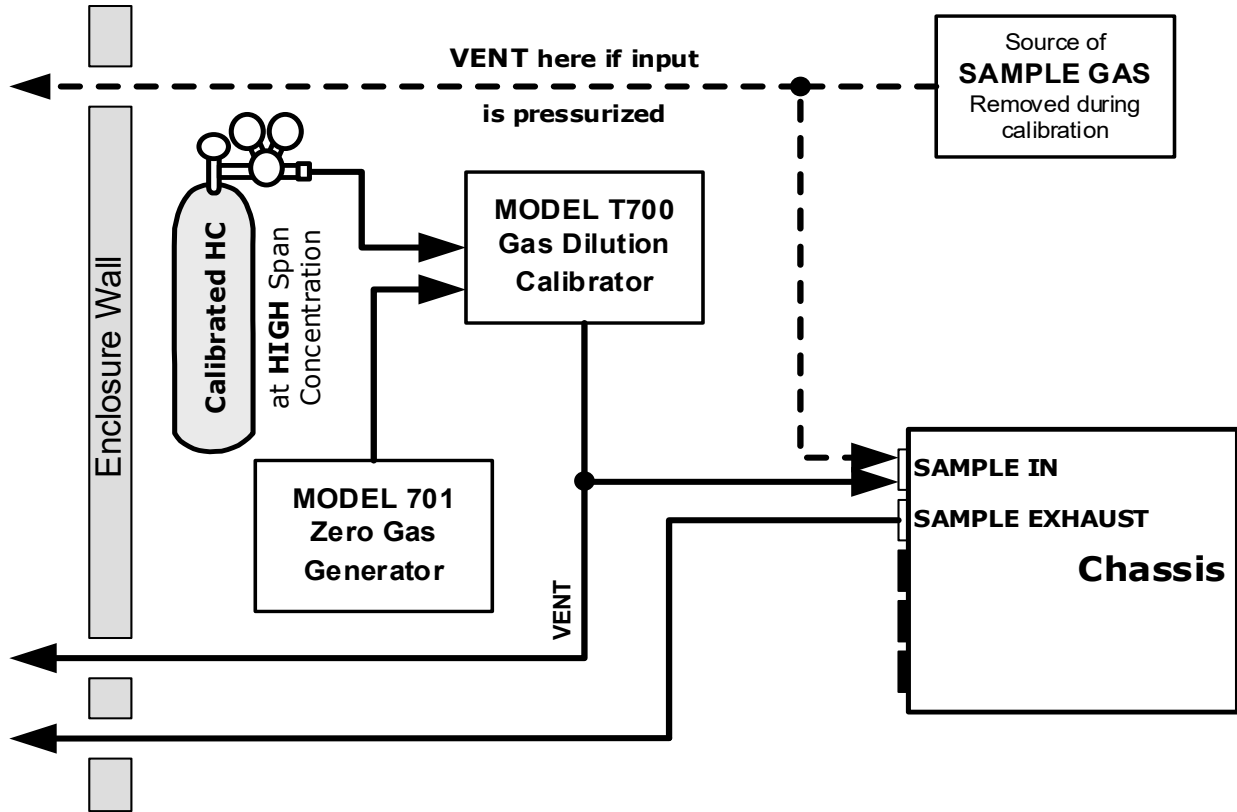 VENT here if input
is pressurized
Source of
SAMPLE GAS
Removed during
calibration
Enclosure Wall
Calibrated HC
at HIGH Span
Concentration
MODEL T700
Gas Dilution
Calibrator
MODEL 701
Zero Gas
Generator
VENT
SAMPLE IN
SAMPLE EXHAUST
Chassis